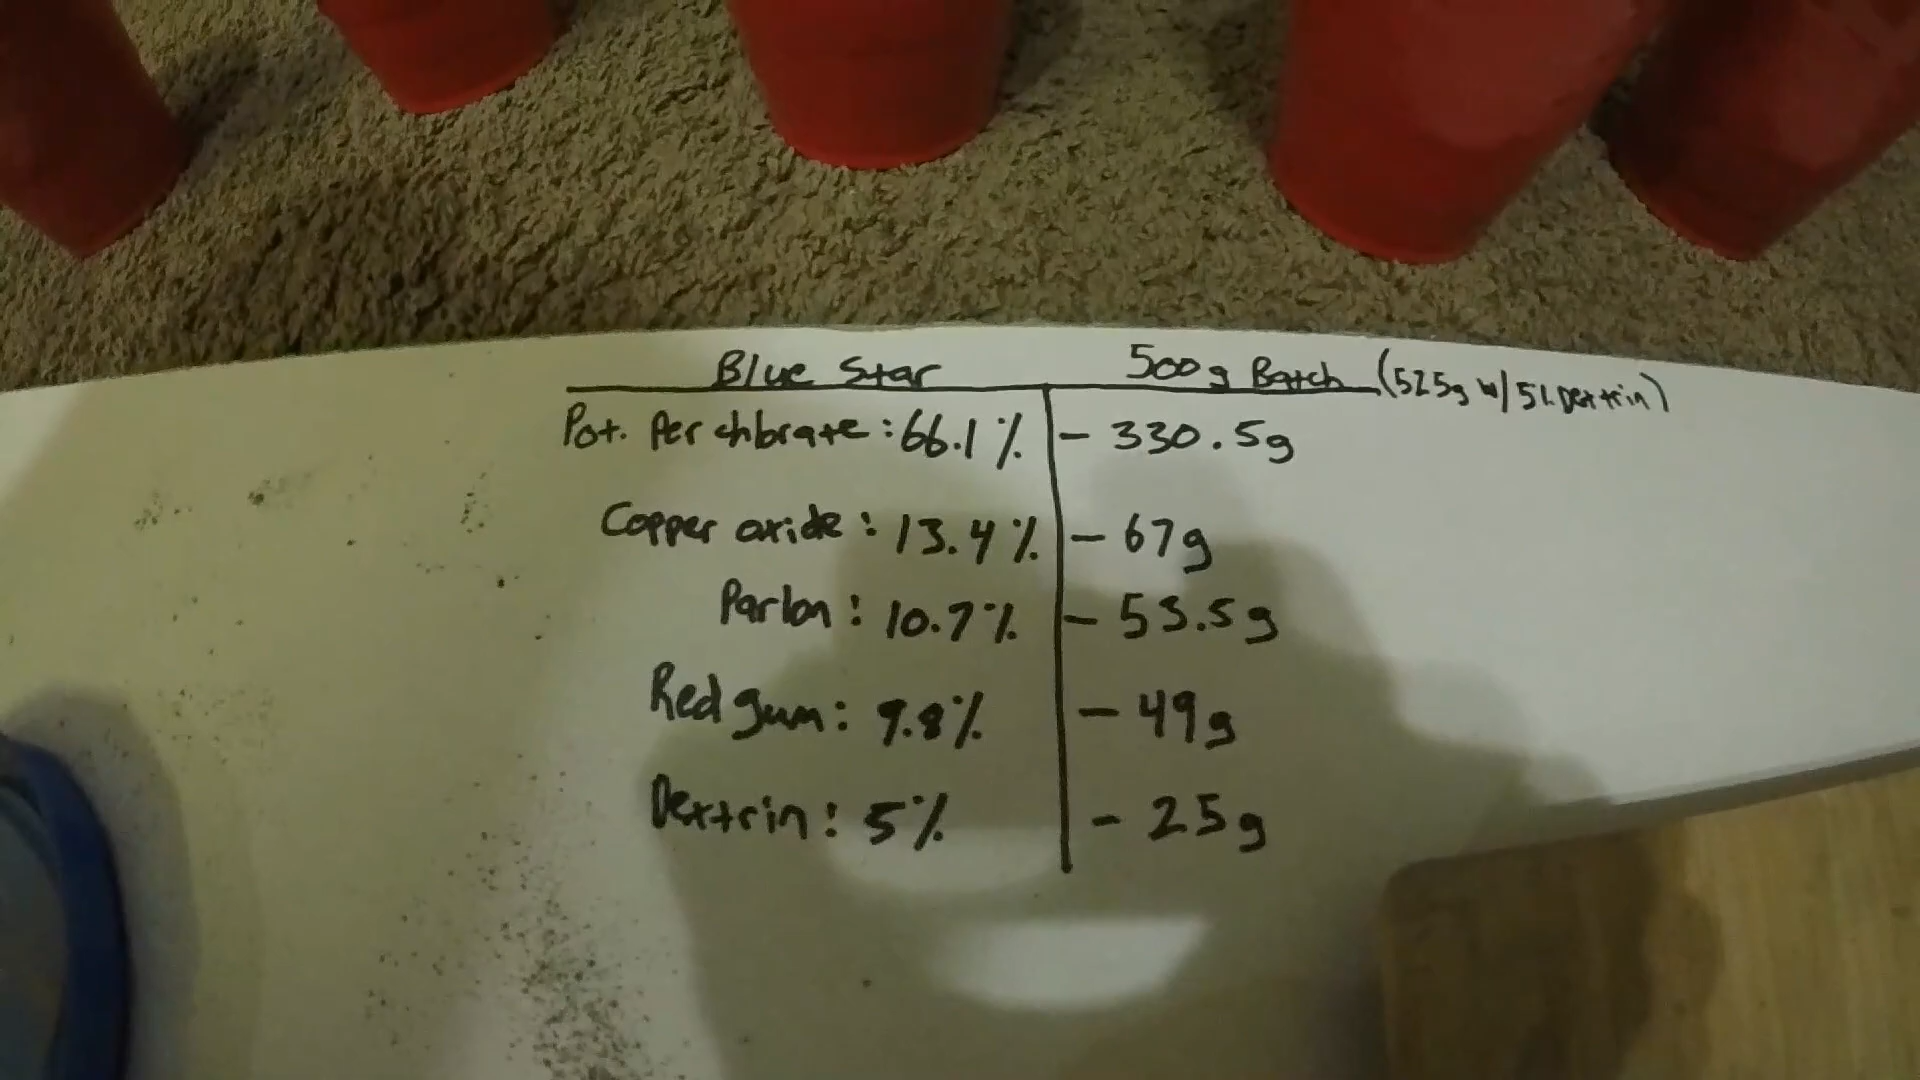 Blue Star 500g Batch (525g w/ 5% Dextrin)
Pot. Perchlorate: 66.1% - 330.5g
Copper oxide: 13.4% - 67g
Parlon: 10.7% - 53.5g
Red gum: 9.8% - 49g
Dextrin: 5% - 25g